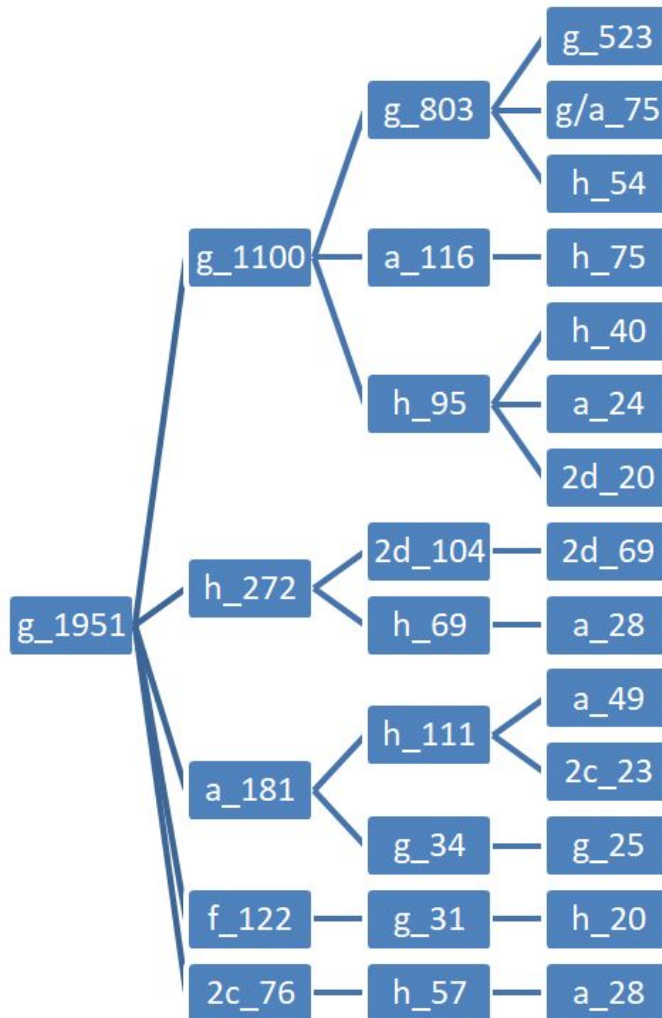 g_523
g_803
g/a_75
h_54
g_1100
a_116
h_75
h_40
h_95
a_24
2d_20
2d_104
2d_69
h_272
g_1951
h_69
a_28
a_49
h_111
2c_23
a_181
g_34
g_25
f_122
g_31
h_20
2c_76
h_57
a_28